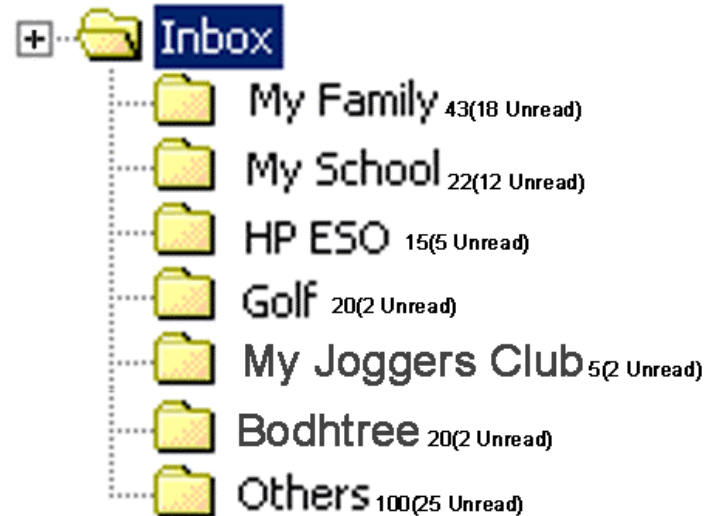 Inbox
My Family 43(18 Unread)
My School 22(12 Unread)
HP ESO 15(5 Unread)
Golf 20(2 Unread)
My Joggers Club 5(2 Unread)
Bodhtree 20(2 Unread)
Others 100(25 Unread)